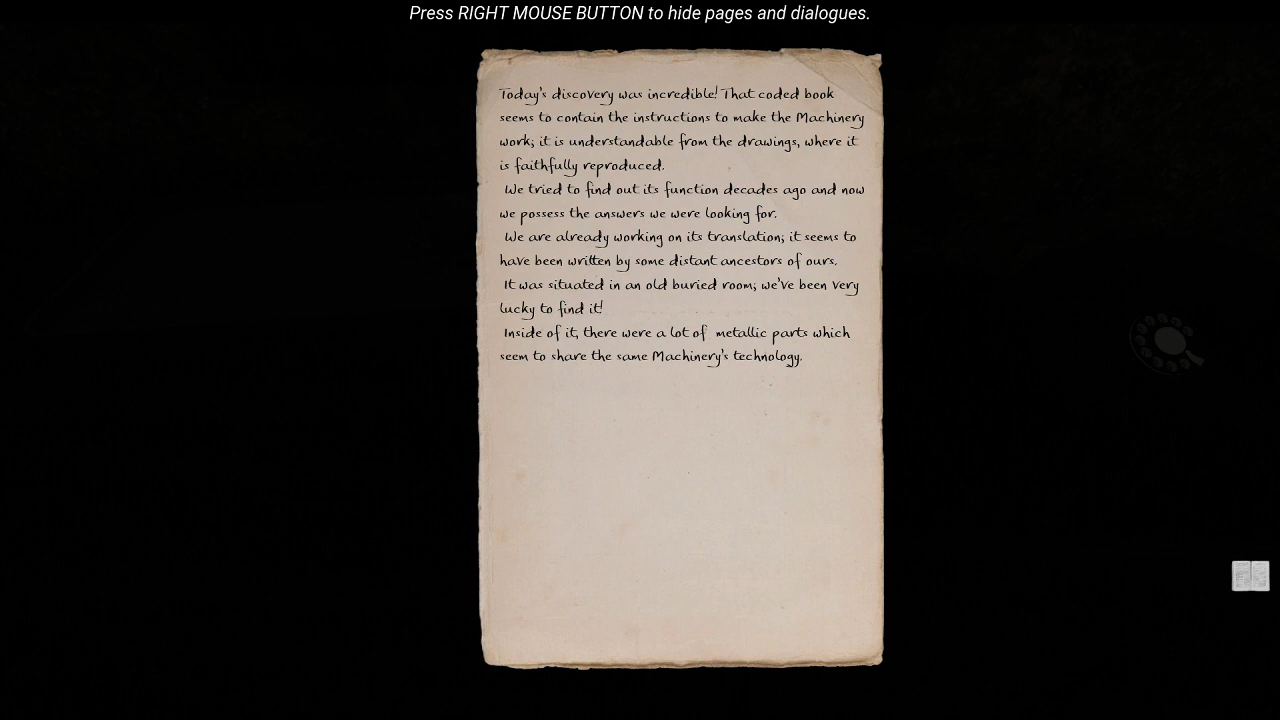 Press RIGHT MOUSE BUTTON to hide pages and dialogues.
Today's discovery was incredible! That coded book
seems to contain the instructions to make the Machinery
work; it is understandable from the drawings, where it
is faithfully reproduced.
We tried to find out its function decades ago and now
we possess the answers we were looking for.
We are already working on its translation; it seems to
have been written by some distant ancestors of ours.
It was situated in an old buried room; we've been very
lucky to find it!
Inside of it, there were a lot of metallic parts which
seem to share the same Machinery's technology.